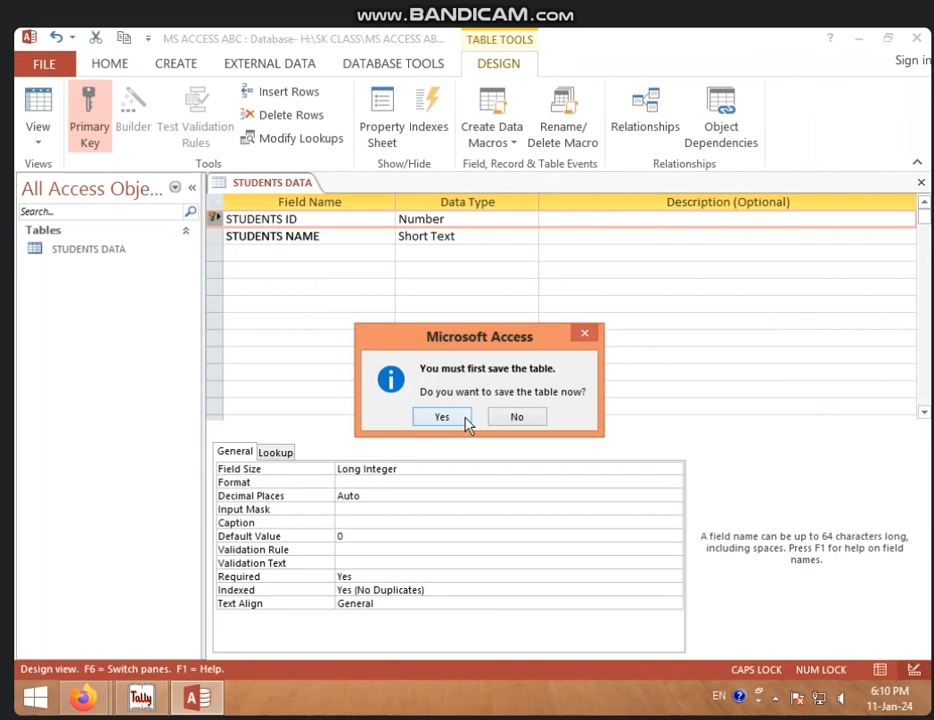 www.BANDICAM.com
MS ACCESS ABC : Database- H:\SK CLASS\MS ACCESS AB...
TABLE TOOLS
?
Sign in
FILE
HOME
CREATE
EXTERNAL DATA
DATABASE TOOLS
DESIGN
View
Primary
Key
Builder
Test Validation
Rules
Insert Rows
Delete Rows
Modify Lookups
Property
Sheet
Indexes
Create Data
Macros
Rename/
Delete Macro
Relationships
Object
Dependencies
Views
Tools
Show/Hide
Field, Record & Table Events
Relationships
All Access Obje...
Search...
Tables
STUDENTS DATA
STUDENTS DATA
Field Name
Data Type
Description (Optional)
STUDENTS ID
Number
STUDENTS NAME
Short Text
Microsoft Access
You must first save the table.
Do you want to save the table now?
Yes
No
General
Lookup
Field Size
Long Integer
Format
Decimal Places
Auto
Input Mask
Caption
Default Value
0
Validation Rule
Validation Text
Required
Yes
Indexed
Yes (No Duplicates)
Text Align
General
A field name can be up to 64 characters long,
including spaces. Press F1 for help on field
names.
Design view. F6 = Switch panes. F1 = Help.
CAPS LOCK
NUM LOCK
Tally
EN
6:10 PM
11-Jan-24